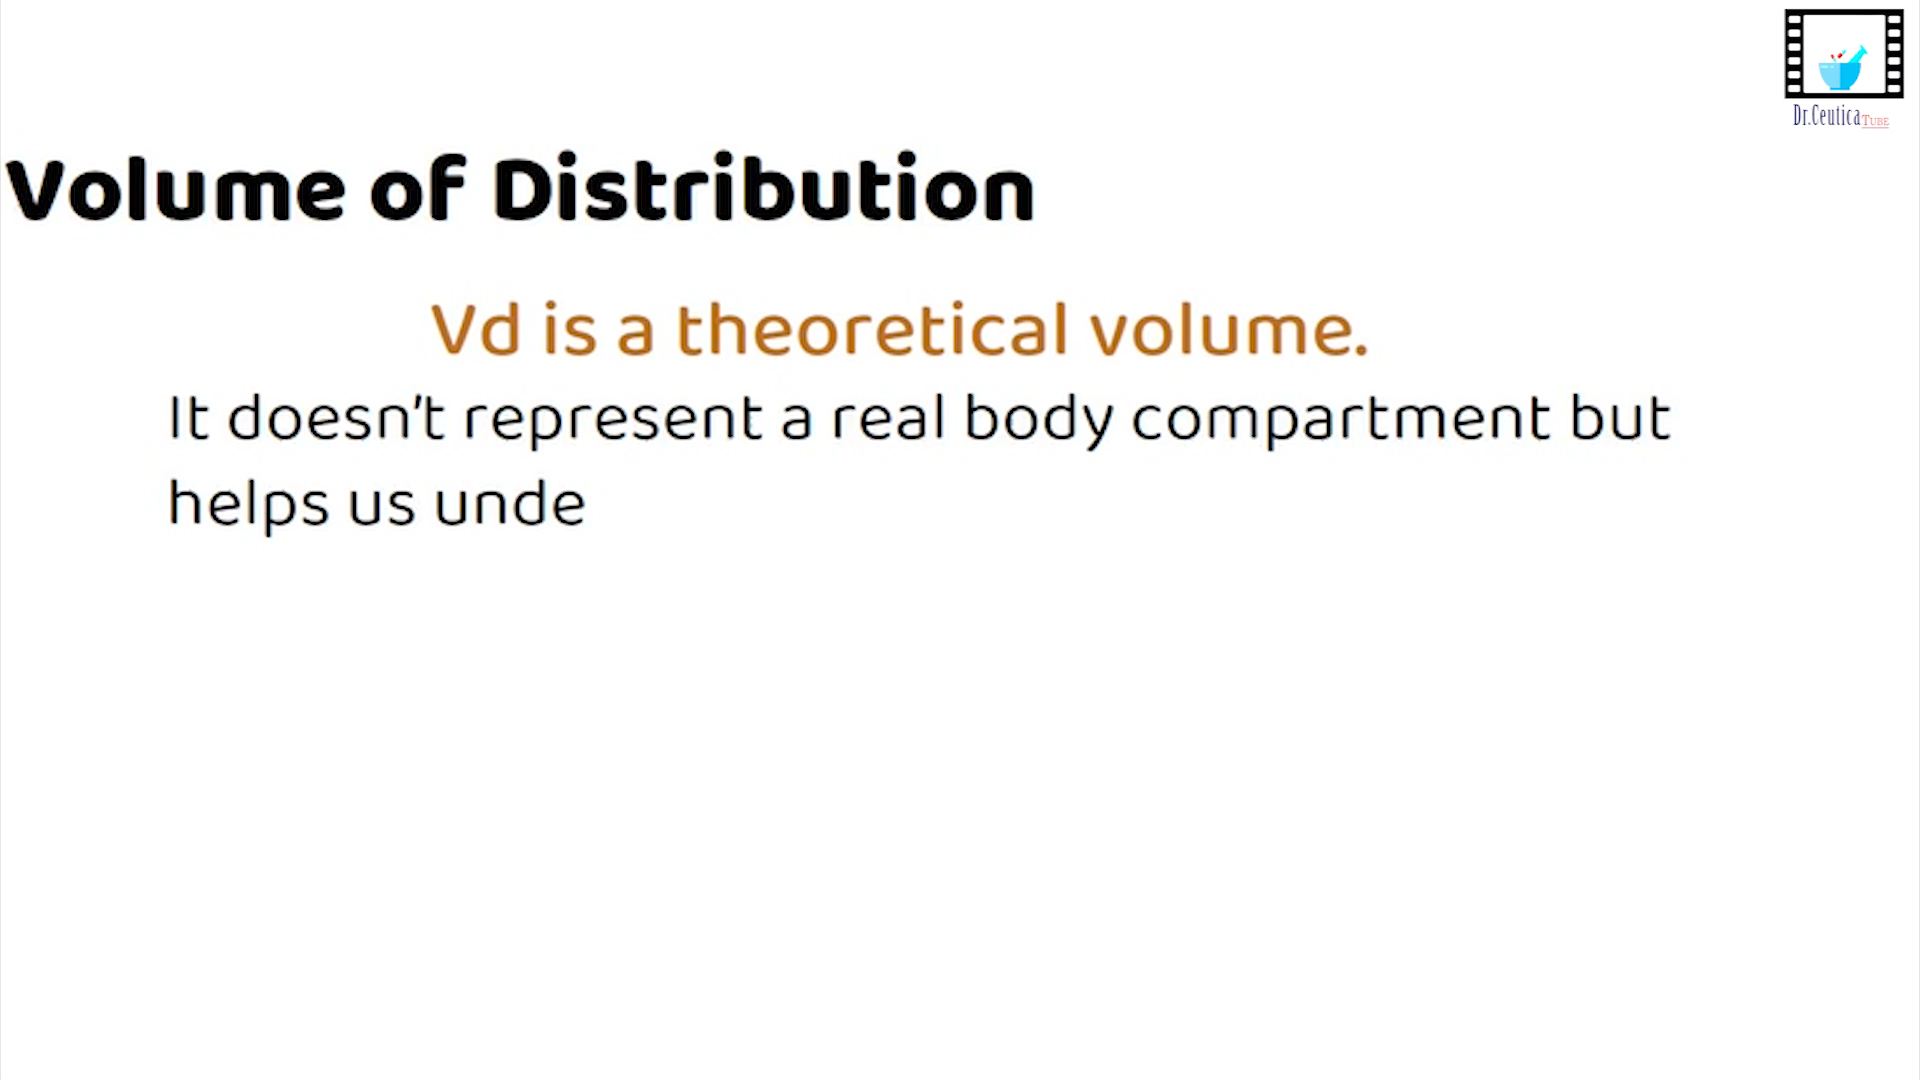 Dr.Ceutica TUBE
Volume of Distribution
Vd is a theoretical volume.
It doesn't represent a real body compartment but
helps us unde